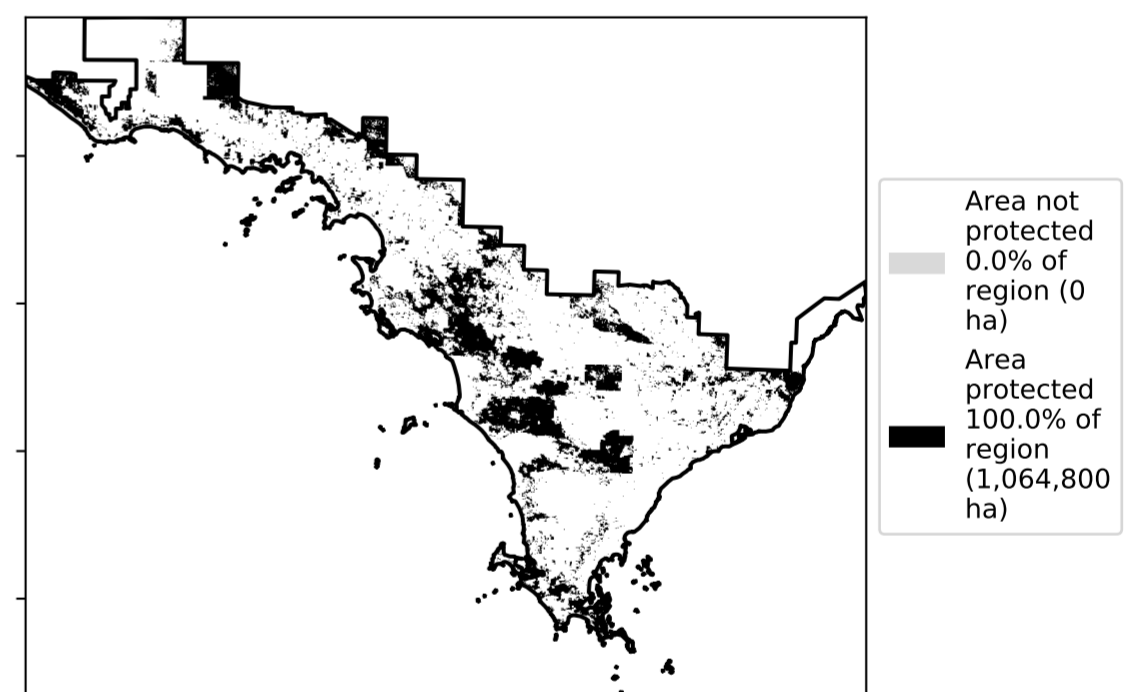 Area not
protected
0.0% of
region (0
ha)
Area
protected
100.0% of
region
(1,064,800
ha)